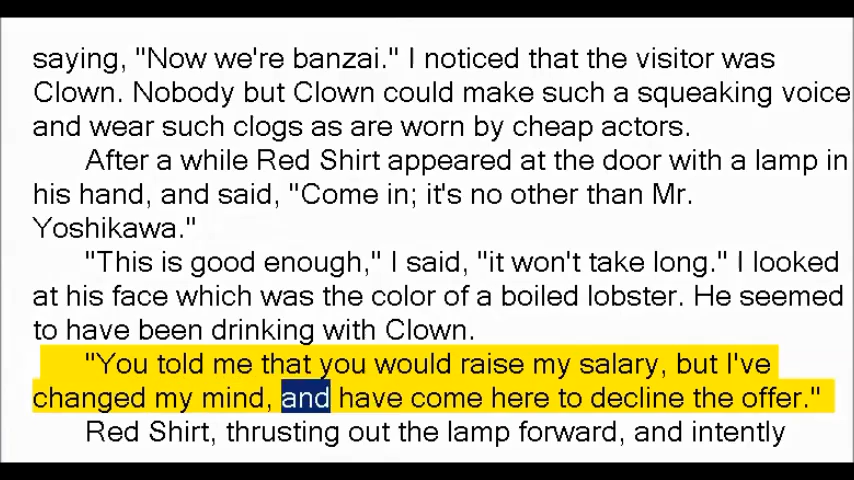 saying, "Now we're banzai." I noticed that the visitor was
Clown. Nobody but Clown could make such a squeaking voice
and wear such clogs as are worn by cheap actors.
After a while Red Shirt appeared at the door with a lamp in
his hand, and said, "Come in; it's no other than Mr.
Yoshikawa."
"This is good enough," I said, "it won't take long." I looked
at his face which was the color of a boiled lobster. He seemed
to have been drinking with Clown.
"You told me that you would raise my salary, but I've
changed my mind, and have come here to decline the offer."
Red Shirt, thrusting out the lamp forward, and intently